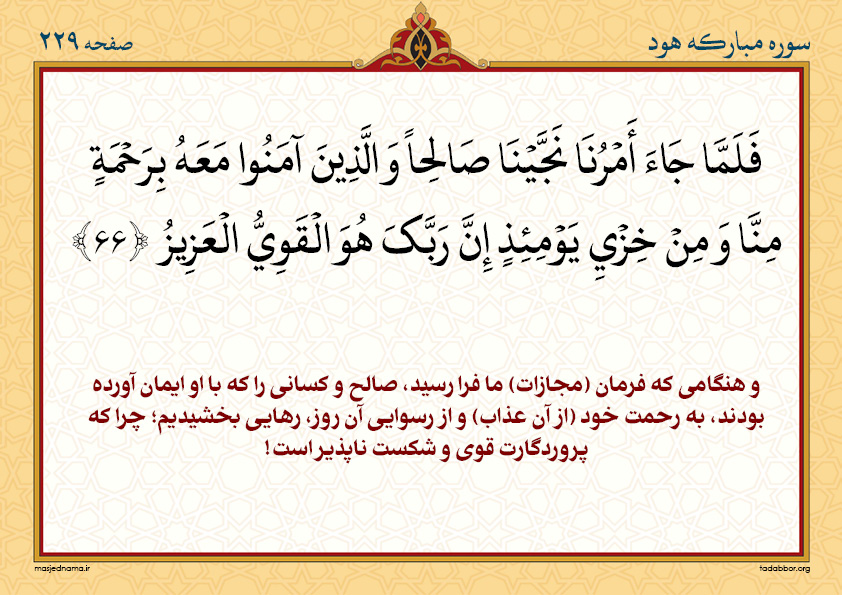 سوره مبارکه هود
صفحه ۲۲۹
فَلَمَّا جَاءَ أَمْرُنَا نَجَّيْنَا صَالِحاً وَالَّذِينَ آمَنُوا مَعَهُ بِرَحْمَةٍ
مِنَّا وَمِنْ خِزْيِ يَوْمِئِذٍ إِنَّ رَبَّکَ هُوَ الْقَوِيُّ الْعَزِيزُ ﴿۶۶﴾
و هنگامی که فرمان (مجازات) ما فرا رسید، صالح و کسانی را که با او ایمان آورده
بودند، به رحمت خود (از آن عذاب) و از رسوایی آن روز، رهایی بخشیدیم؛ چرا که
پروردگارت قوی و شکست ناپذیر است!
masjednama.ir
tadabbor.org